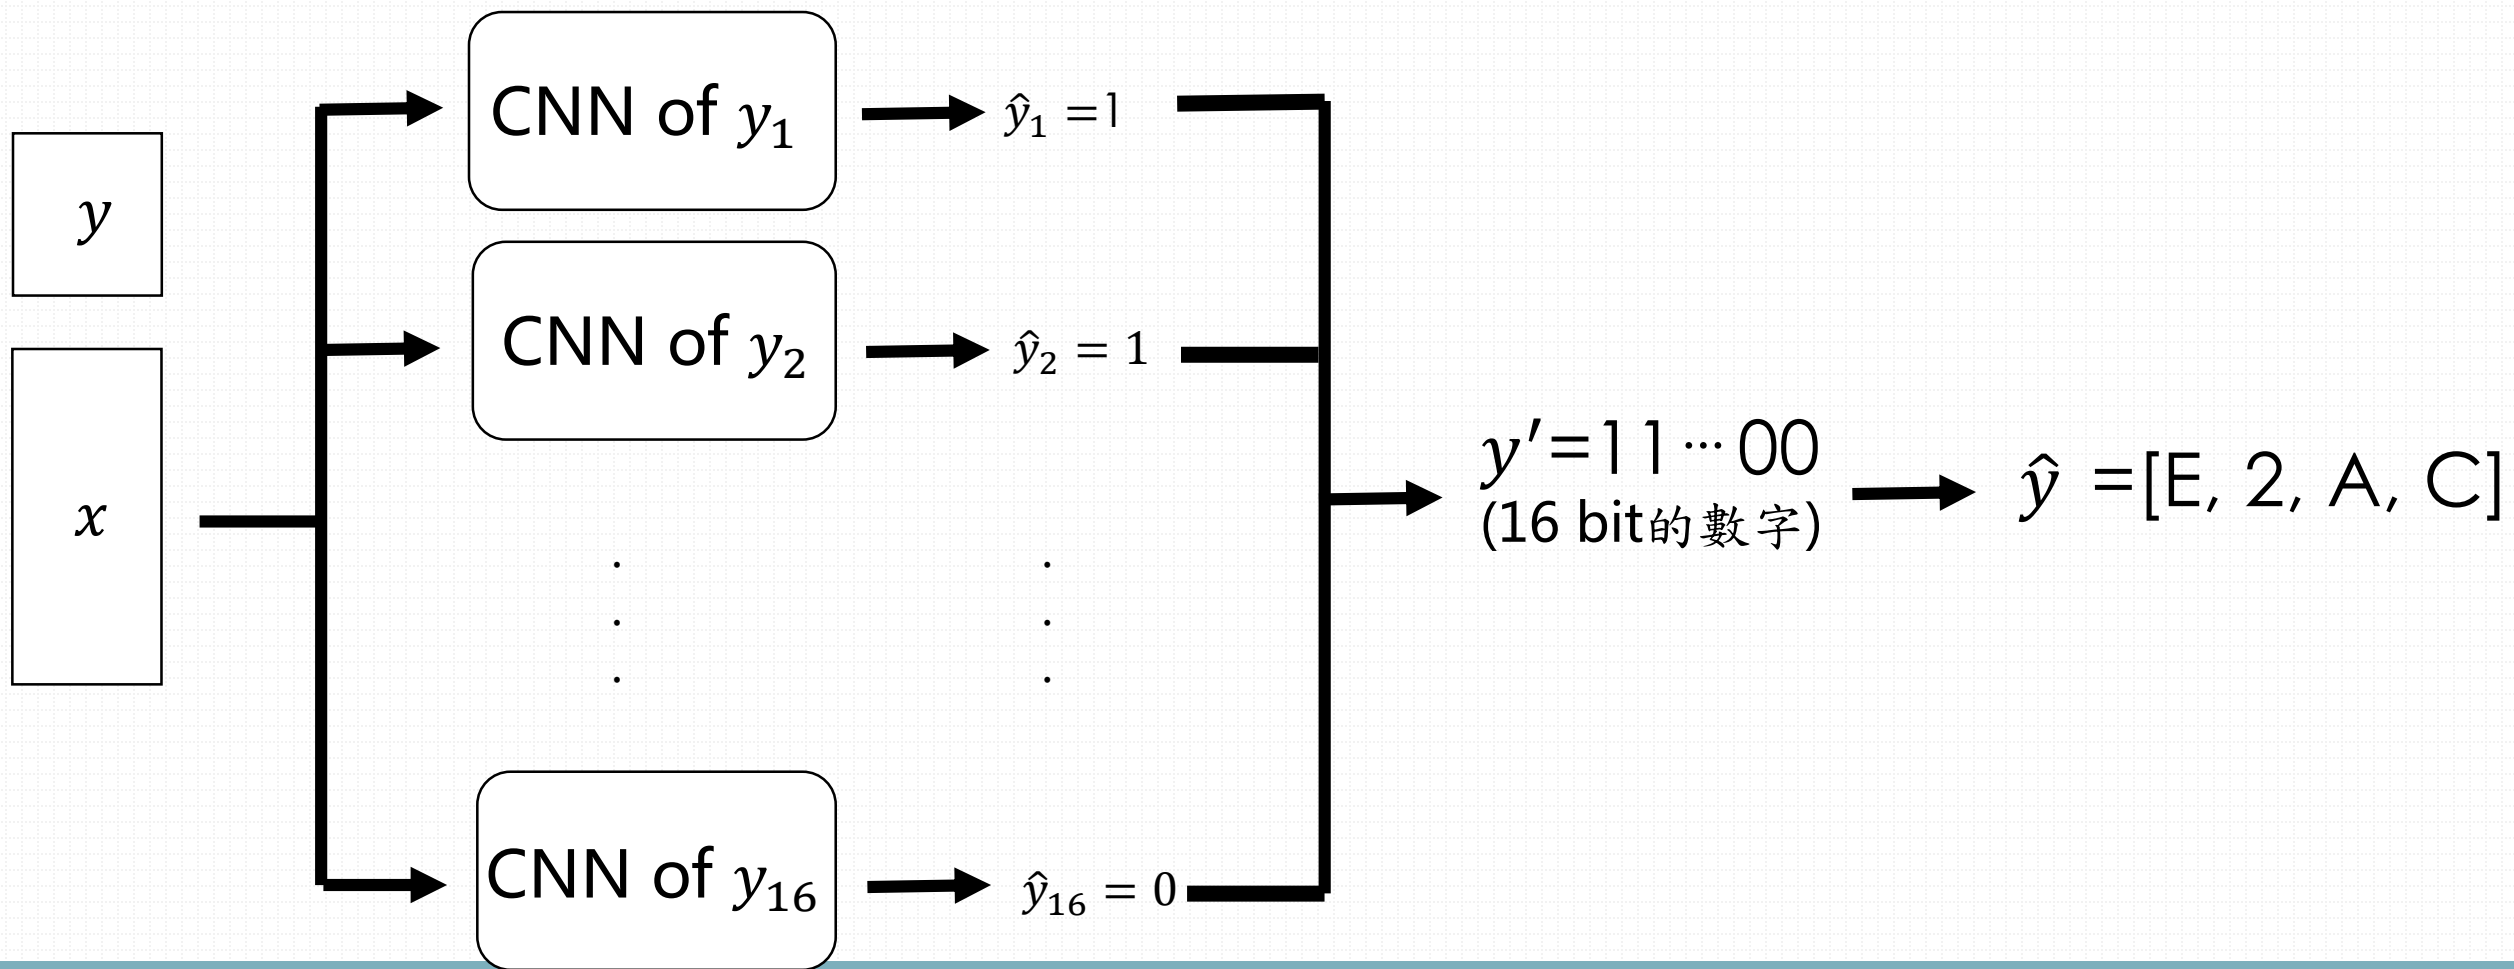 y
x
CNN of y₁
ŷ₁ =1
CNN of y₂
ŷ₂ = 1
.
.
.
.
.
.
CNN of y₁₆
ŷ₁₆ = 0
y′=11⋯00
(16 bit的數字)
ŷ =[E, 2, A, C]